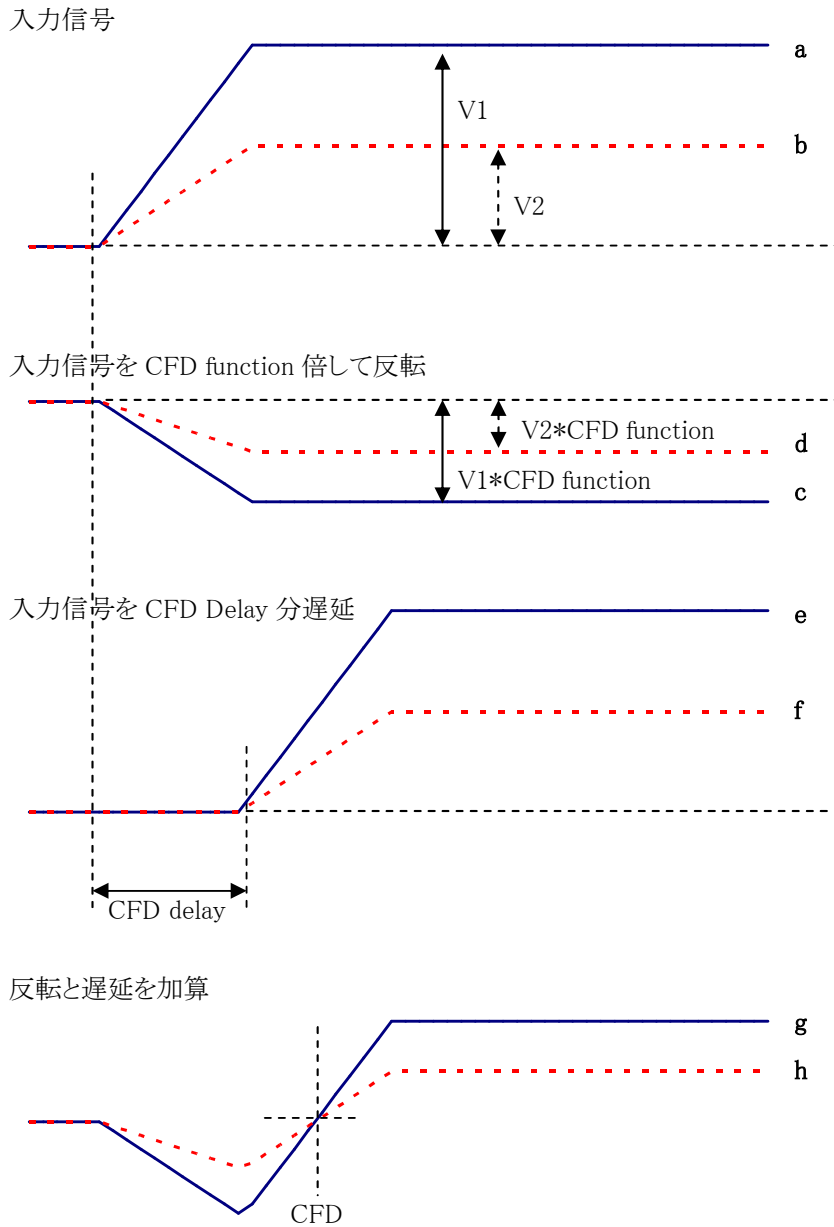 入力信号
a
V1
b
V2
入力信号を CFD function 倍して反転
V2*CFD function
d
V1*CFD function
c
入力信号を CFD Delay 分遅延
e
f
CFD delay
反転と遅延を加算
g
h
CFD